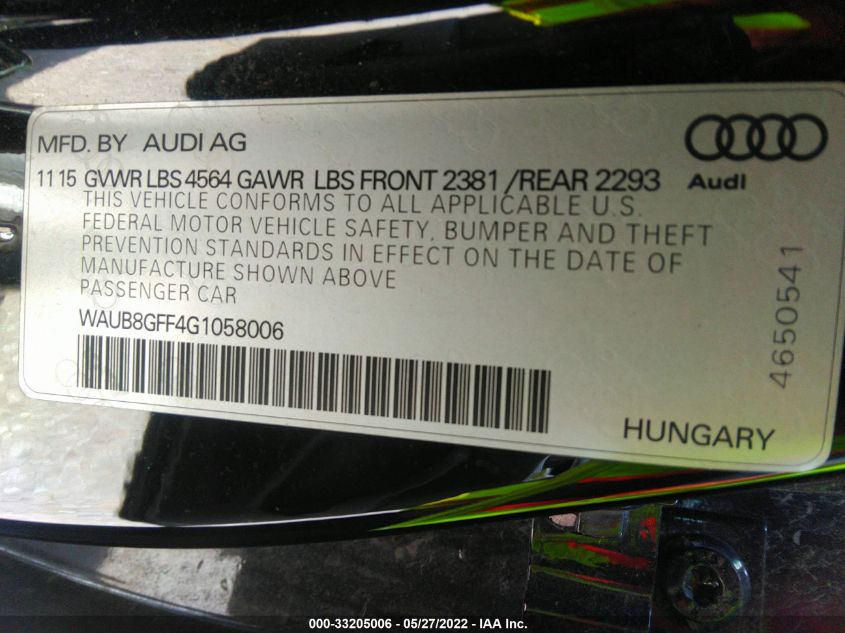 MFD. BY AUDI AG
Audi
11 15 GVWR LBS 4564 GAWR LBS FRONT 2381 /REAR 2293
THIS VEHICLE CONFORMS TO ALL APPLICABLE U.S.
FEDERAL MOTOR VEHICLE SAFETY, BUMPER AND THEFT
PREVENTION STANDARDS IN EFFECT ON THE DATE OF
MANUFACTURE SHOWN ABOVE
PASSENGER CAR
WAUB8GFF4G1058006
4650541
HUNGARY
000-33205006 - 05/27/2022 - IAA Inc.